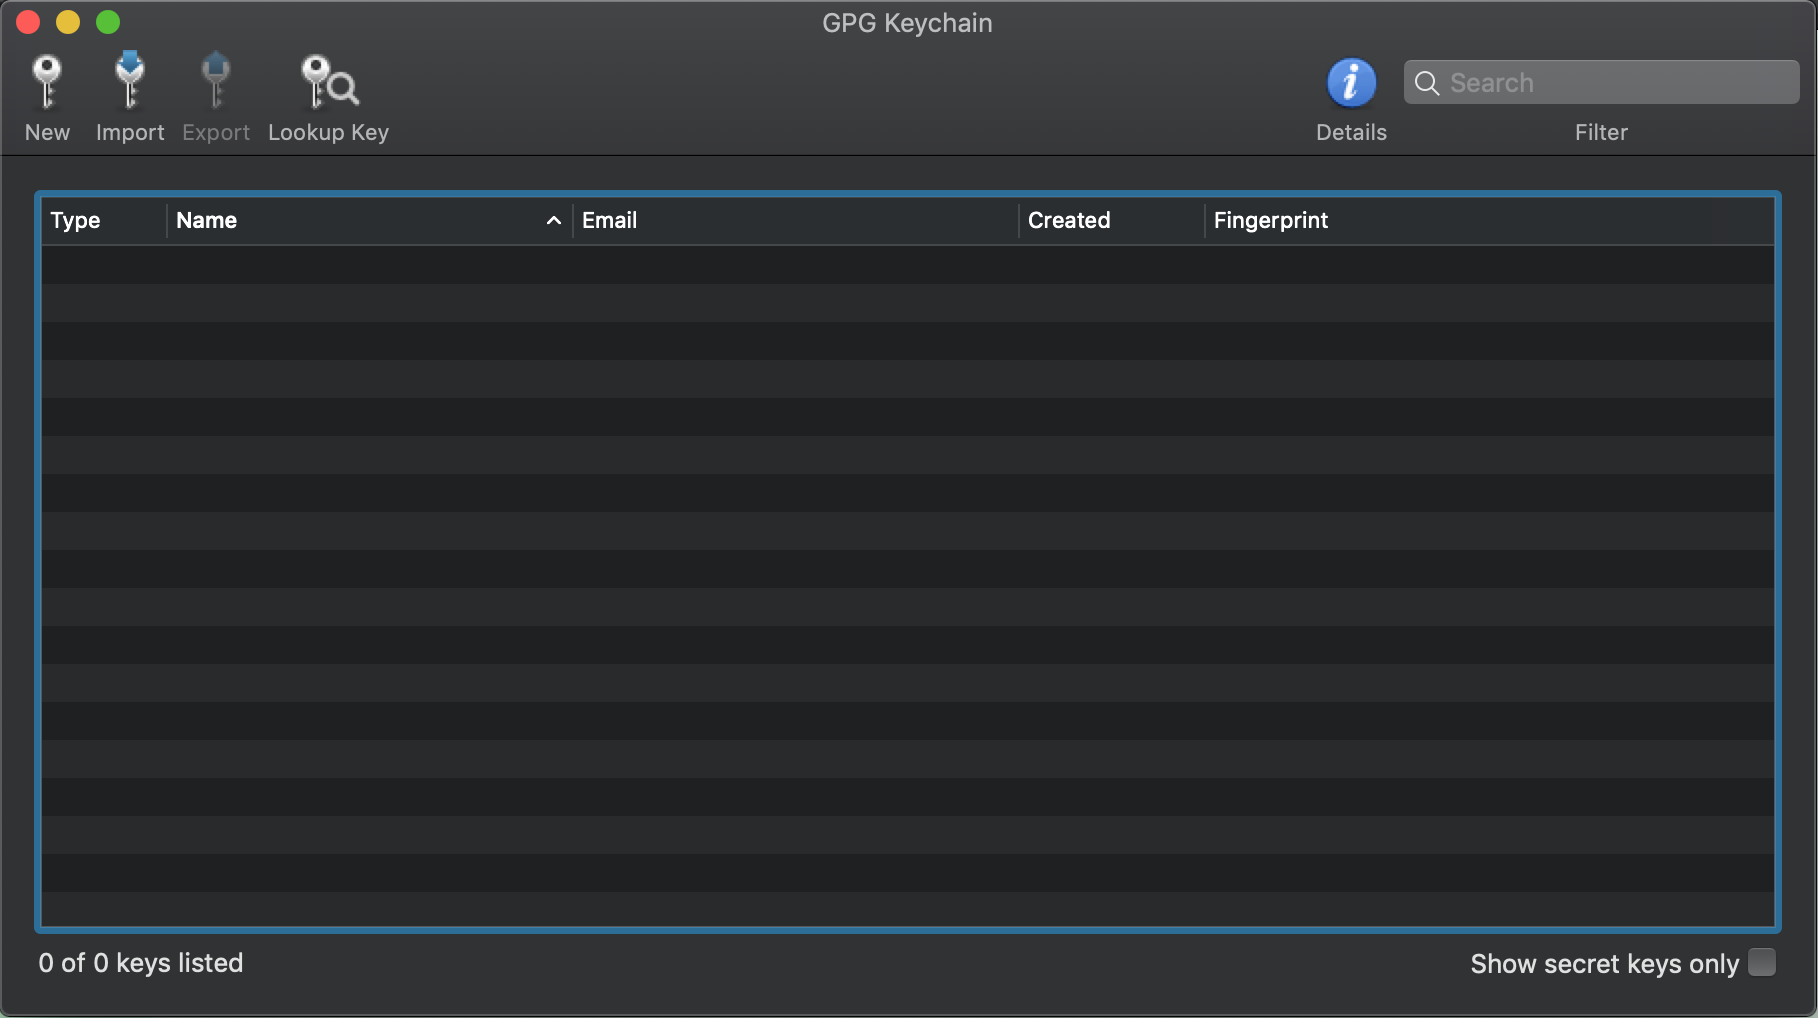 GPG Keychain
New Import Export Lookup Key Details Search Filter
Type Name Email Created Fingerprint
0 of 0 keys listed Show secret keys only